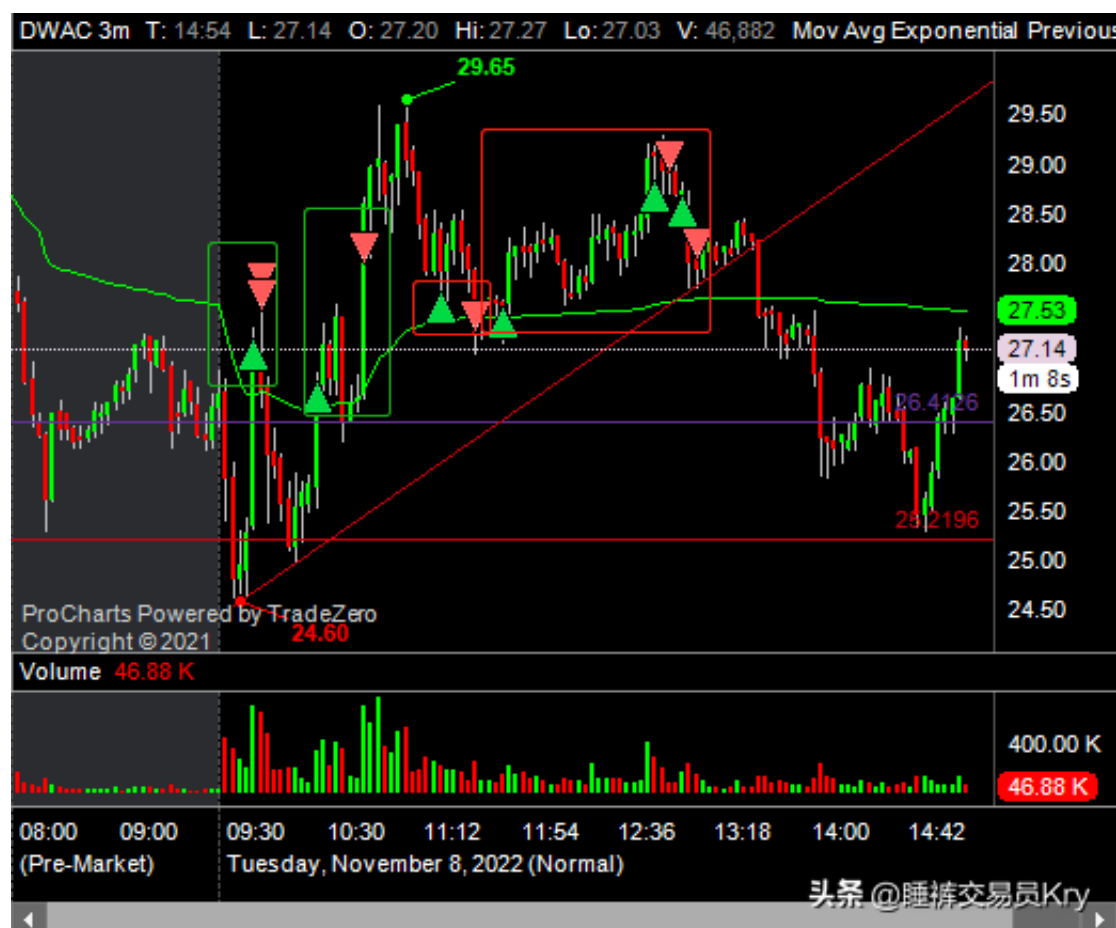 DWAC 3m T: 14:54 L: 27.14 O: 27.20 Hi: 27.27 Lo: 27.03 V: 46,882 Mov Avg Exponential Previous
29.65
29.50
29.00
28.50
28.00
27.53
27.14
1m 8s
26.4126
26.50
26.00
25.50
25.2196
25.00
24.50
24.60
ProCharts Powered by TradeZero
Copyright © 2021
Volume 46.88 K
400.00 K
46.88 K
08:00 09:00 09:30 10:30 11:12 11:54 12:36 13:18 14:00 14:42
(Pre-Market) Tuesday, November 8, 2022 (Normal)
头条 @睡裤交易员Kry